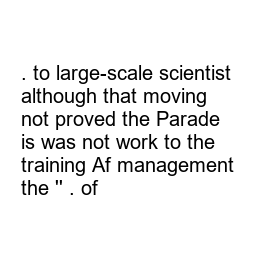 . to large-scale scientist
although that moving
not proved the Parade
is was not work to the
training Af management
the " . of